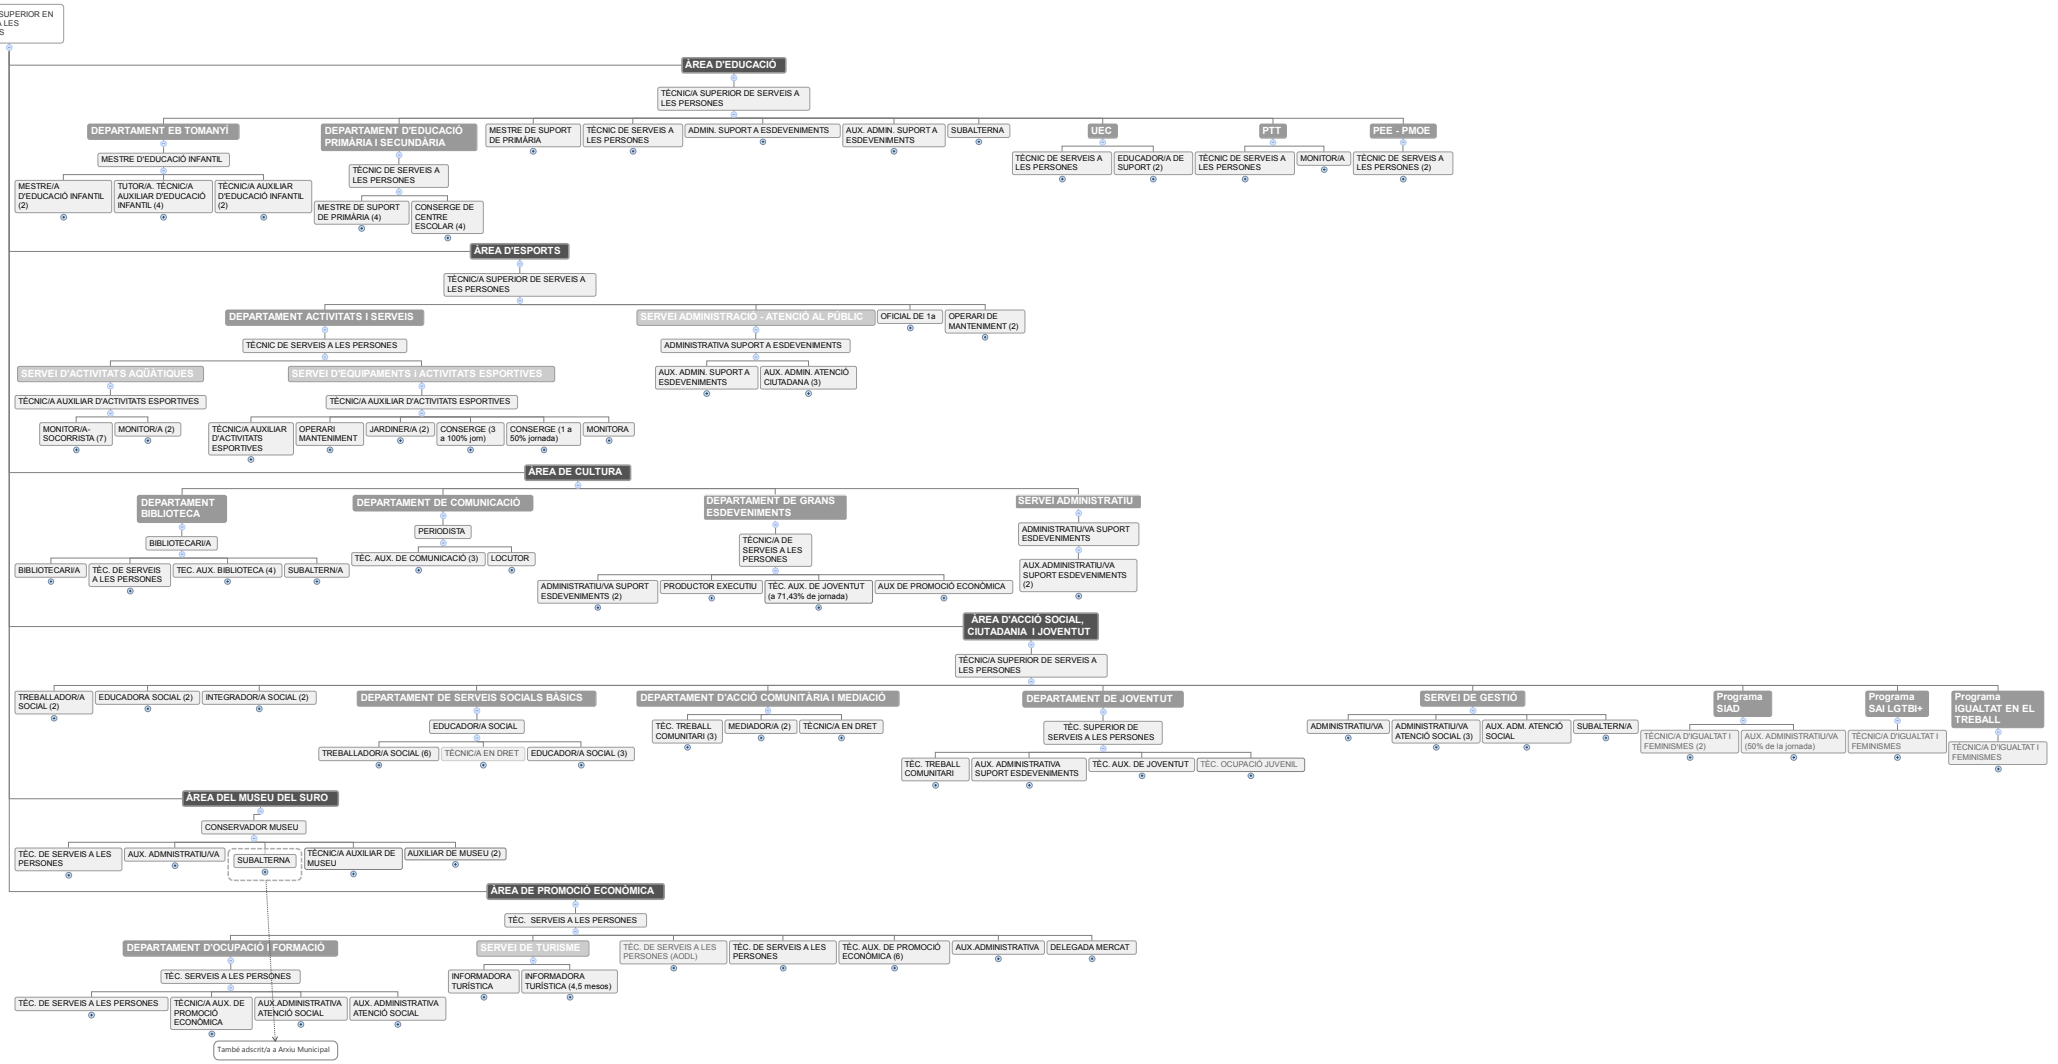 SUPERIOR EN
A LES
S
ÀREA D'EDUCACIÓ
TÈCNIC/A SUPERIOR DE SERVEIS A
LES PERSONES
DEPARTAMENT EB TOMANYÍ
MESTRE D'EDUCACIÓ INFANTIL
MESTRE/A
D'EDUCACIÓ INFANTIL
(2)
TUTOR/A. TÈCNIC/A
AUXILIAR D'EDUCACIÓ
INFANTIL (4)
TÈCNIC/A AUXILIAR
D'EDUCACIÓ INFANTIL
(2)
DEPARTAMENT D'EDUCACIÓ
PRIMÀRIA I SECUNDÀRIA
TÈCNIC DE SERVEIS A
LES PERSONES
MESTRE DE SUPORT
DE PRIMÀRIA (4)
CONSERGE DE
CENTRE
ESCOLAR (4)
MESTRE DE SUPORT
DE PRIMÀRIA
TÈCNIC DE SERVEIS A
LES PERSONES
ADMIN. SUPORT A ESDEVENIMENTS
AUX. ADMIN. SUPORT A
ESDEVENIMENTS
SUBALTERNA
UEC
TÈCNIC DE SERVEIS A
LES PERSONES
EDUCADOR/A DE
SUPORT (2)
PTT
TÈCNIC DE SERVEIS A
LES PERSONES
MONITOR/A
PEE - PMOE
TÈCNIC DE SERVEIS A
LES PERSONES (2)
ÀREA D'ESPORTS
TÈCNIC/A SUPERIOR DE SERVEIS A
LES PERSONES
DEPARTAMENT ACTIVITATS I SERVEIS
TÈCNIC DE SERVEIS A LES PERSONES
SERVEI D'ACTIVITATS AQÜÀTIQUES
TÈCNIC/A AUXILIAR D'ACTIVITATS ESPORTIVES
MONITOR/A-
SOCORRISTA (7)
MONITOR/A (2)
SERVEI D'EQUIPAMENTS I ACTIVITATS ESPORTIVES
TÈCNIC/A AUXILIAR D'ACTIVITATS ESPORTIVES
TÈCNIC/A AUXILIAR
D'ACTIVITATS
ESPORTIVES
OPERARI
MANTENIMENT
JARDINER/A (2)
CONSERGE (3
a 100% jorn)
CONSERGE (1 a
50% jornada)
MONITORA
SERVEI ADMINISTRACIÓ - ATENCIÓ AL PÚBLIC
ADMINISTRATIVA SUPORT A ESDEVENIMENTS
AUX. ADMIN. SUPORT A
ESDEVENIMENTS
AUX. ADMIN. ATENCIÓ
CIUTADANA (3)
OFICIAL DE 1a
OPERARI DE
MANTENIMENT (2)
ÀREA DE CULTURA
DEPARTAMENT
BIBLIOTECA
BIBLIOTECARI/A
BIBLIOTECARI/A
TÈC. DE SERVEIS
A LES PERSONES
TEC. AUX. BIBLIOTECA (4)
SUBALTERN/A
DEPARTAMENT DE COMUNICACIÓ
PERIODISTA
TÈC. AUX. DE COMUNICACIÓ (3)
LOCUTOR
DEPARTAMENT DE GRANS
ESDEVENIMENTS
TÈCNIC/A DE
SERVEIS A LES
PERSONES
ADMINISTRATIU/VA SUPORT
ESDEVENIMENTS (2)
PRODUCTOR EXECUTIU
TÈC. AUX. DE JOVENTUT
(a 71,43% de jornada)
AUX DE PROMOCIÓ ECONÒMICA
SERVEI ADMINISTRATIU
ADMINISTRATIU/VA SUPORT
ESDEVENIMENTS
AUX.ADMINISTRATIU/VA
SUPORT ESDEVENIMENTS
(2)
ÀREA D'ACCIÓ SOCIAL,
CIUTADANIA I JOVENTUT
TÈCNIC/A SUPERIOR DE SERVEIS A
LES PERSONES
TREBALLADOR/A
SOCIAL (2)
EDUCADORA SOCIAL (2)
INTEGRADOR/A SOCIAL (2)
DEPARTAMENT DE SERVEIS SOCIALS BÀSICS
EDUCADOR/A SOCIAL
TREBALLADOR/A SOCIAL (6)
TÈCNIC/A EN DRET
EDUCADOR/A SOCIAL (3)
DEPARTAMENT D'ACCIÓ COMUNITÀRIA I MEDIACIÓ
TÈC. TREBALL
COMUNITARI (3)
MEDIADOR/A (2)
TÈCNIC/A EN DRET
DEPARTAMENT DE JOVENTUT
TÈC. SUPERIOR DE
SERVEIS A LES PERSONES
TÈC. TREBALL
COMUNITARI
AUX. ADMINISTRATIVA
SUPORT ESDEVENIMENTS
TÈC. AUX. DE JOVENTUT
TÈC. OCUPACIÓ JUVENIL
SERVEI DE GESTIÓ
ADMINISTRATIU/VA
ADMINISTRATIU/VA
ATENCIÓ SOCIAL (3)
AUX. ADM. ATENCIÓ
SOCIAL
SUBALTERN/A
Programa
SIAD
TÈCNIC/A D'IGUALTAT I
FEMINISMES (2)
AUX. ADMINISTRATIU/VA
(50% de la jornada)
Programa
SAI LGTBI+
TÈCNIC/A D'IGUALTAT I
FEMINISMES
Programa
IGUALTAT EN EL
TREBALL
TÈCNIC/A D'IGUALTAT I
FEMINISMES
ÀREA DEL MUSEU DEL SURO
CONSERVADOR MUSEU
TÈC. DE SERVEIS A LES
PERSONES
AUX. ADMNISTRATIU/VA
SUBALTERNA
TÈCNIC/A AUXILIAR DE
MUSEU
AUXILIAR DE MUSEU (2)
ÀREA DE PROMOCIÓ ECONÒMICA
TÈC. SERVEIS A LES PERSONES
DEPARTAMENT D'OCUPACIÓ I FORMACIÓ
TÈC. SERVEIS A LES PERSONES
TÈC. DE SERVEIS A LES PERSONES
TÈCNIC/A AUX. DE
PROMOCIÓ
ECONÒMICA
AUX.ADMINISTRATIVA
ATENCIÓ SOCIAL
AUX. ADMINISTRATIVA
ATENCIÓ SOCIAL
SERVEI DE TURISME
INFORMADORA
TURÍSTICA
INFORMADORA
TURÍSTICA (4,5 mesos)
TÈC. DE SERVEIS A LES
PERSONES (AODL)
TÈC. DE SERVEIS A LES
PERSONES
TÈC. AUX. DE PROMOCIÓ
ECONÒMICA (6)
AUX.ADMINISTRATIVA
DELEGADA MERCAT
També adscrit/a a Arxiu Municipal